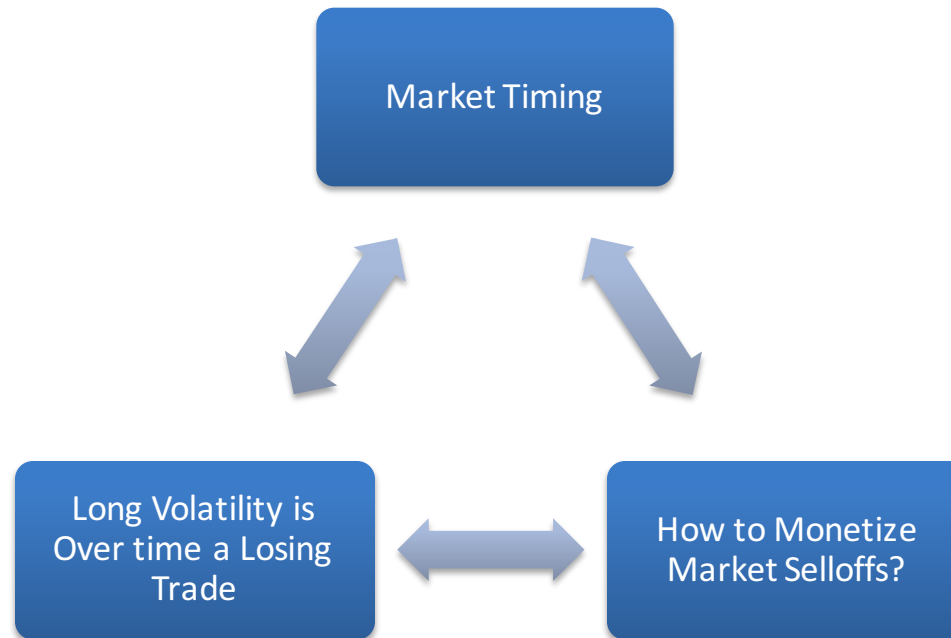 Market Timing
Long Volatility is
Over time a Losing
Trade
How to Monetize
Market Selloffs?